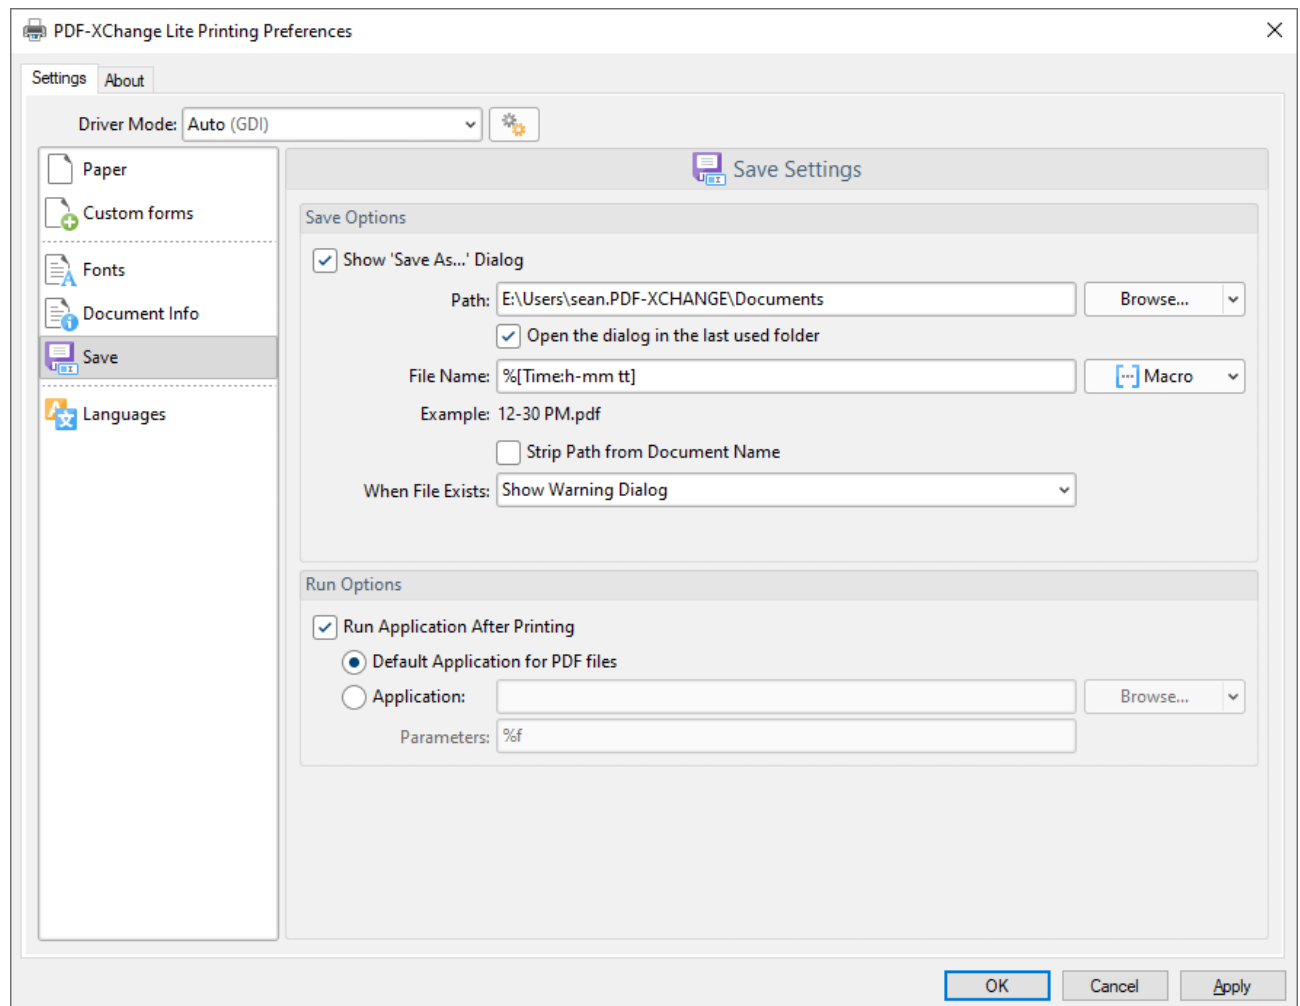 PDF-XChange Lite Printing Preferences
Settings
About
Driver Mode: Auto (GDI)
Paper
Custom forms
Fonts
Document Info
Save
Languages
Save Settings
Save Options
Show 'Save As...' Dialog
Path: E:\Users\sean.PDF-XCHANGE\Documents Browse...
Open the dialog in the last used folder
File Name: %[Time:h-mm tt] Macro
Example: 12-30 PM.pdf
Strip Path from Document Name
When File Exists: Show Warning Dialog
Run Options
Run Application After Printing
Default Application for PDF files
Application: Browse...
Parameters: %f
OK Cancel Apply